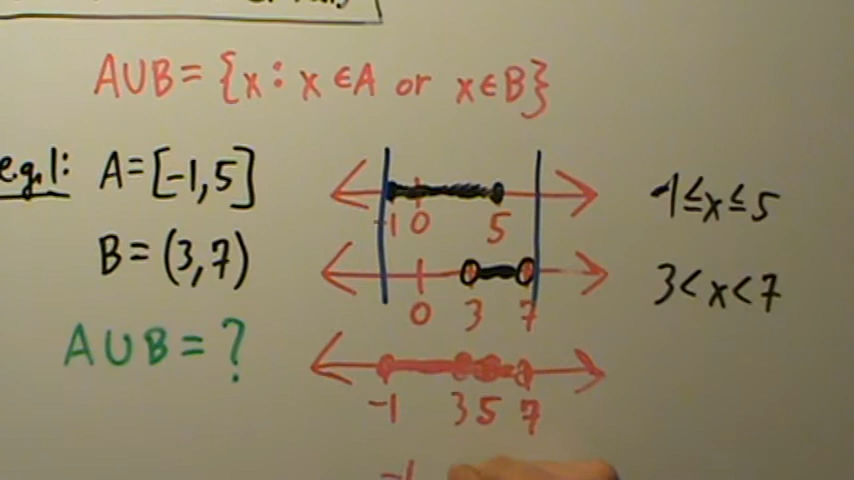 A∪B = {x : x ∈ A or x ∈ B}
e.g.1: A = [-1, 5]
-1 0 5
-1 ≤ x ≤ 5
B = (3, 7)
0 3 7
3 < x < 7
A ∪ B = ?
-1 3 5 7
-1